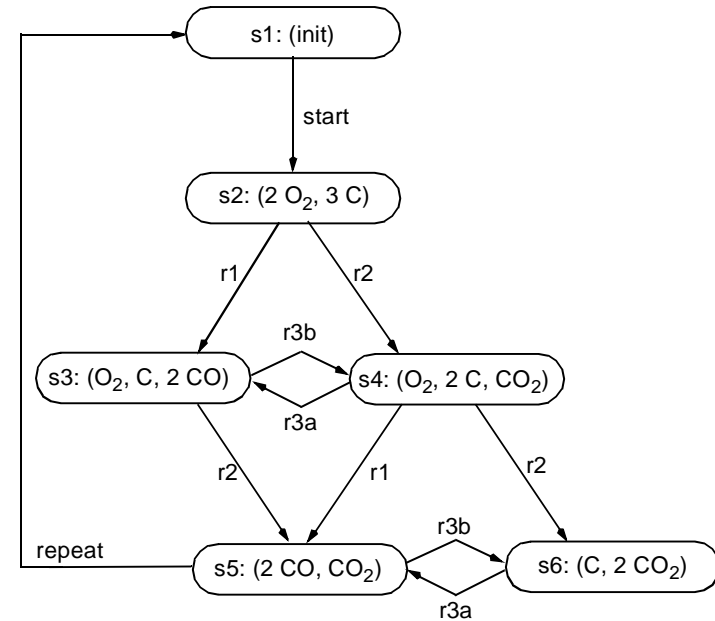 s1: (init)
start
s2: (2 O₂, 3 C)
r1
r2
r3b
s3: (O₂, C, 2 CO)
s4: (O₂, 2 C, CO₂)
r3a
r2
r1
r2
r3b
repeat
s5: (2 CO, CO₂)
s6: (C, 2 CO₂)
r3a